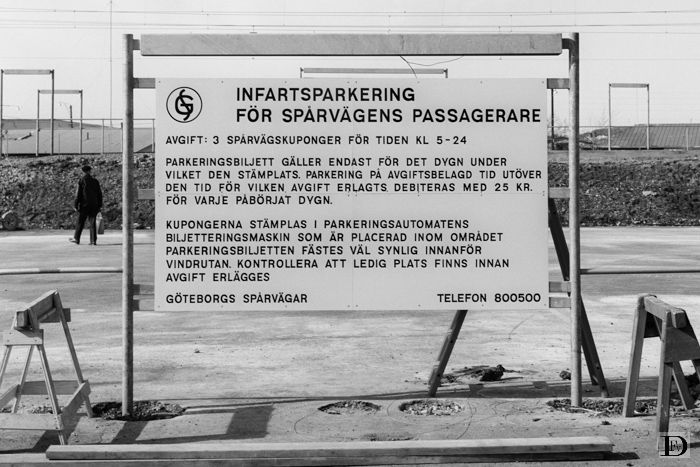 GS
INFARTSPARKERING
FÖR SPÅRVÄGENS PASSAGERARE
AVGIFT: 3 SPÅRVÄGSKUPONGER FÖR TIDEN KL 5-24
PARKERINGSBILJETT GÄLLER ENDAST FÖR DET DYGN UNDER
VILKET DEN STÄMPLATS. PARKERING PÅ AVGIFTSBELAGD TID UTÖVER
DEN TID FÖR VILKEN AVGIFT ERLAGTS DEBITERAS MED 25 KR.
FÖR VARJE PÅBÖRJAT DYGN.
KUPONGERNA STÄMPLAS I PARKERINGSAUTOMATENS
BILJETTERINGSMASKIN SOM ÄR PLACERAD INOM OMRÅDET
PARKERINGSBILJETTEN FÄSTES VÄL SYNLIG INNANFÖR
VINDRUTAN. KONTROLLERA ATT LEDIG PLATS FINNS INNAN
AVGIFT ERLÄGGES
GÖTEBORGS SPÅRVÄGAR TELEFON 800500